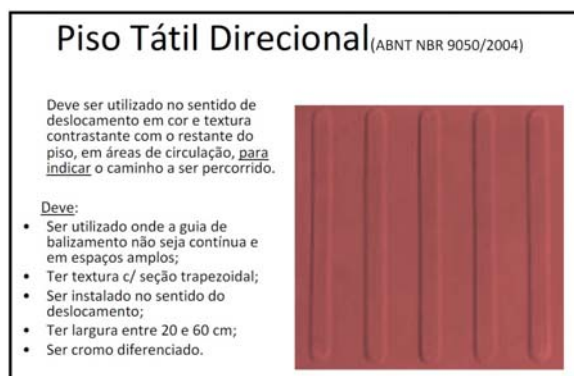 Piso Tátil Direcional(ABNT NBR 9050/2004)
Deve ser utilizado no sentido de
deslocamento em cor e textura
contrastante com o restante do
piso, em áreas de circulação, para
indicar o caminho a ser percorrido.
Deve:
• Ser utilizado onde a guia de
balizamento não seja contínua e
em espaços amplos;
• Ter textura c/ seção trapezoidal;
• Ser instalado no sentido do
deslocamento;
• Ter largura entre 20 e 60 cm;
• Ser cromo diferenciado.